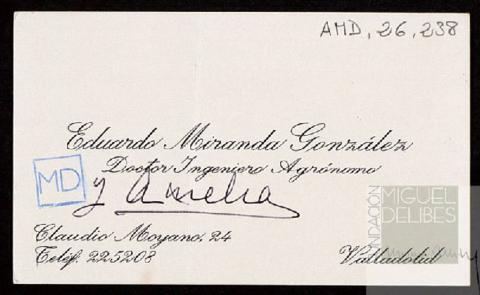 AMD, 26, 238
Eduardo Miranda González
Doctor Ingeniero Agrónomo
MD
y Amelia
Claudio Moyano, 24
Teléf. 225208
Valladolid
FUNDACIÓN
MIGUEL
DELIBES